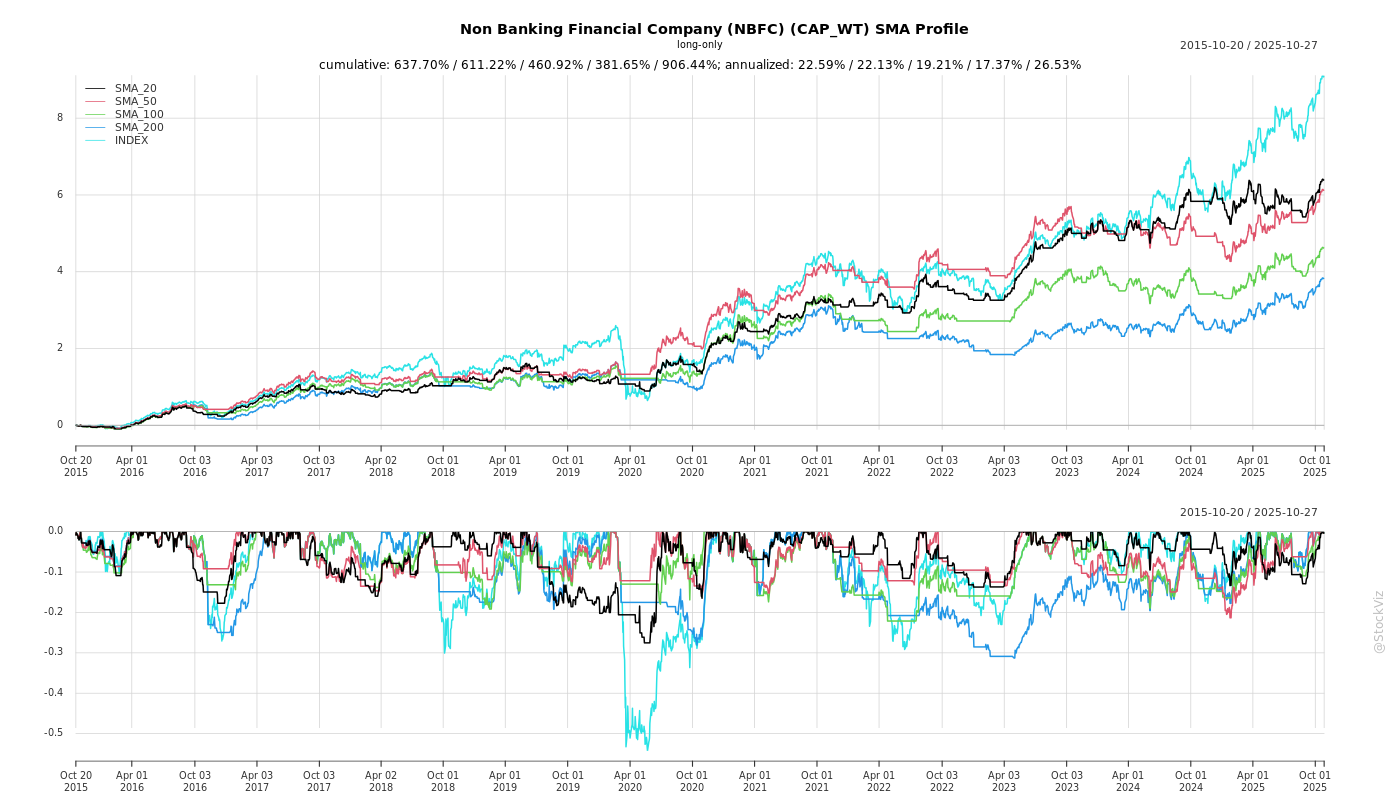 Non Banking Financial Company (NBFC) (CAP_WT) SMA Profile
long-only
2015-10-20 / 2025-10-27
cumulative: 637.70% / 611.22% / 460.92% / 381.65% / 906.44%; annualized: 22.59% / 22.13% / 19.21% / 17.37% / 26.53%
SMA_20
SMA_50
SMA_100
SMA_200
INDEX
8
6
4
2
0
Oct 20 Apr 01 Oct 03 Apr 03 Oct 03 Apr 02 Oct 01 Apr 01 Oct 01 Apr 01 Oct 01 Apr 01 Oct 01 Apr 01 Oct 03 Apr 03 Oct 03 Apr 01 Oct 01 Apr 01 Oct 01
2015 2016 2016 2017 2017 2018 2018 2019 2019 2020 2020 2021 2021 2022 2022 2023 2023 2024 2024 2025 2025
2015-10-20 / 2025-10-27
0.0
-0.1
-0.2
-0.3
-0.4
-0.5
Oct 20 Apr 01 Oct 03 Apr 03 Oct 03 Apr 02 Oct 01 Apr 01 Oct 01 Apr 01 Oct 01 Apr 01 Oct 01 Apr 01 Oct 03 Apr 03 Oct 03 Apr 01 Oct 01 Apr 01 Oct 01
2015 2016 2016 2017 2017 2018 2018 2019 2019 2020 2020 2021 2021 2022 2022 2023 2023 2024 2024 2025 2025
@StockViz